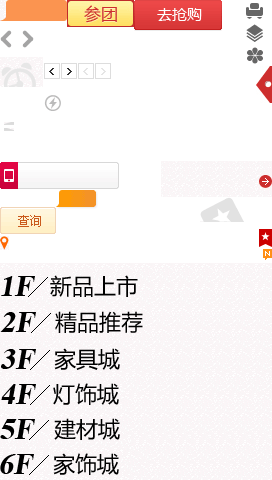 参团 去抢购
查询
N
1F/ 新品上市
2F/ 精品推荐
3F/ 家具城
4F/ 灯饰城
5F/ 建材城
6F/ 家饰城